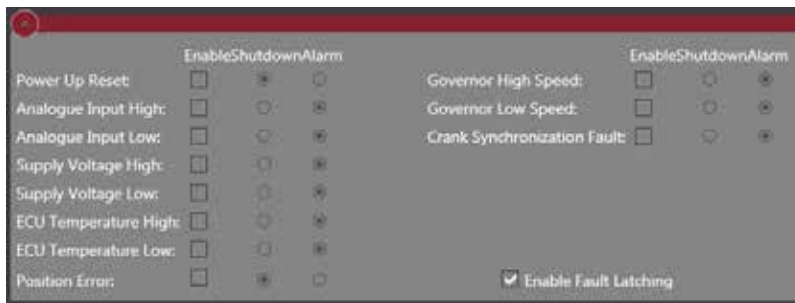 EnableShutdownAlarm
Power Up Reset:
Analogue Input High:
Analogue Input Low:
Supply Voltage High:
Supply Voltage Low:
ECU Temperature High:
ECU Temperature Low:
Position Error:
EnableShutdownAlarm
Governor High Speed:
Governor Low Speed:
Crank Synchronization Fault:
Enable Fault Latching